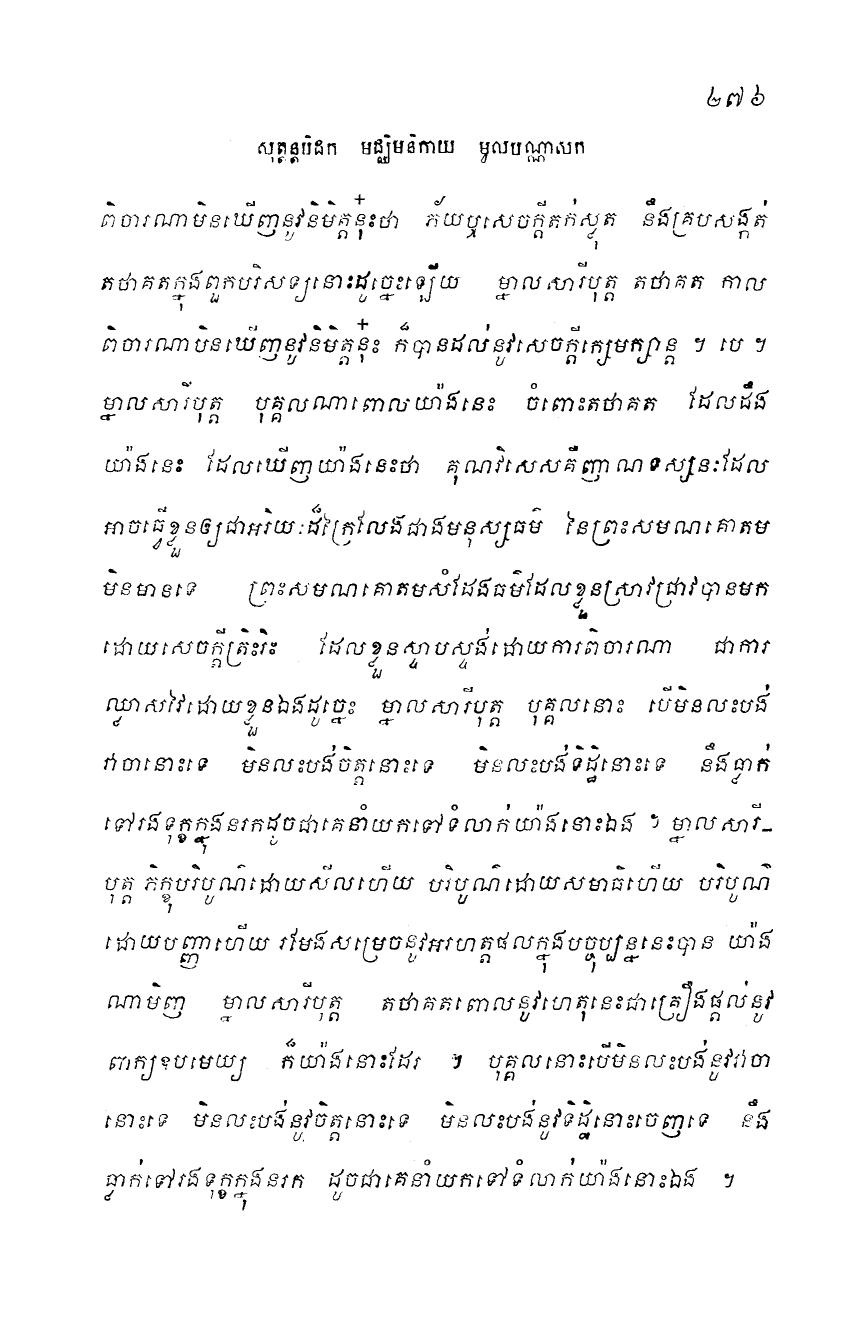 ២៧៦
សុត្តន្តបិដក មជ្ឈិមនិកាយ មូលបណ្ណាសក
ពិចារណាមិនឃើញនូវនិមិត្តនុ៎ះថា ភ័យឬសេចក្តីតក់ស្លុត នឹងគ្របសង្កត់
តថាគតក្នុងពួកបរិសទ្យនោះដូច្នេះឡើយ ម្នាលសារីបុត្ត តថាគត កាល
ពិចារណាមិនឃើញនូវនិមិត្តនុ៎ះ ក៏បានដល់នូវសេចក្តីក្សេមក្សាន្ត ។ បេ ។
ម្នាលសារីបុត្ត បុគ្គលណាពោលយ៉ាងនេះ ចំពោះតថាគត ដែលដឹង
យ៉ាងនេះ ដែលឃើញយ៉ាងនេះថា គុណវិសេសគឺញាណទស្សនៈដែល
អាចធ្វើខ្លួនឲ្យជាអរិយៈដ៏ក្រៃលែងជាងមនុស្សធម៌ នៃព្រះសមណគោតម
មិនមានទេ ព្រះសមណគោតមសំដែងធម៌ដែលខ្លួនស្រាវជ្រាវបានមក
ដោយសេចក្តីត្រិះរិះ ដែលខ្លួនស្ទាបស្ទង់ដោយការពិចារណា ជាការ
ឈ្លាសវៃដោយខ្លួនឯងដូច្នេះ ម្នាលសារីបុត្ត បុគ្គលនោះ បើមិនលះបង់
វាចានោះទេ មិនលះបង់ចិត្តនោះទេ មិនលះបង់ទិដ្ឋិនោះទេ នឹងធ្លាក់
ទៅរងទុក្ខក្នុងនរកដូចជាគេនាំយកទៅទំលាក់យ៉ាងនោះឯង ។ ម្នាលសារី-
បុត្ត ភិក្ខុបរិបូណ៌ដោយសីលហើយ បរិបូណ៌ដោយសមាធិហើយ បរិបូណ៌
ដោយបញ្ញាហើយ រមែងសម្រេចនូវអរហត្តផលក្នុងបច្ចុប្បន្ននេះបាន យ៉ាង
ណាមិញ ម្នាលសារីបុត្ត តថាគតពោលនូវហេតុនេះជាគ្រឿងផ្តល់នូវ
ពាក្យឧបមេយ្យ ក៏យ៉ាងនោះដែរ ។ បុគ្គលនោះបើមិនលះបង់នូវវាចា
នោះទេ មិនលះបង់នូវចិត្តនោះទេ មិនលះបង់នូវទិដ្ឋិនោះចេញទេ នឹង
ធ្លាក់ទៅរងទុក្ខក្នុងនរក ដូចជាគេនាំយកទៅទំលាក់យ៉ាងនោះឯង ។